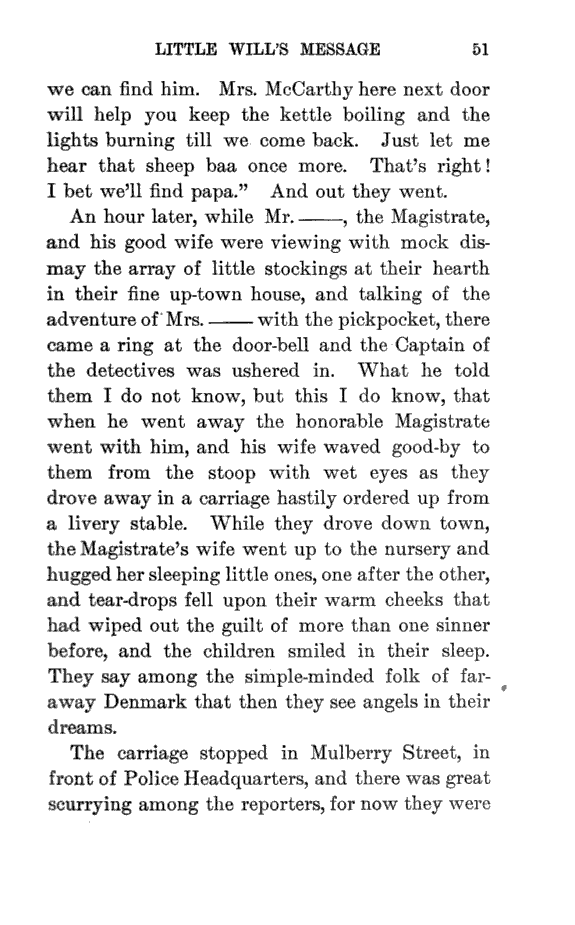 LITTLE WILL'S MESSAGE 51
we can find him. Mrs. McCarthy here next door
will help you keep the kettle boiling and the
lights burning till we come back. Just let me
hear that sheep baa once more. That's right!
I bet we'll find papa." And out they went.
An hour later, while Mr. ——, the Magistrate,
and his good wife were viewing with mock dis-
may the array of little stockings at their hearth
in their fine up-town house, and talking of the
adventure of Mrs. —— with the pickpocket, there
came a ring at the door-bell and the Captain of
the detectives was ushered in. What he told
them I do not know, but this I do know, that
when he went away the honorable Magistrate
went with him, and his wife waved good-by to
them from the stoop with wet eyes as they
drove away in a carriage hastily ordered up from
a livery stable. While they drove down town,
the Magistrate's wife went up to the nursery and
hugged her sleeping little ones, one after the other,
and tear-drops fell upon their warm cheeks that
had wiped out the guilt of more than one sinner
before, and the children smiled in their sleep.
They say among the simple-minded folk of far-
away Denmark that then they see angels in their
dreams.
The carriage stopped in Mulberry Street, in
front of Police Headquarters, and there was great
scurrying among the reporters, for now they were